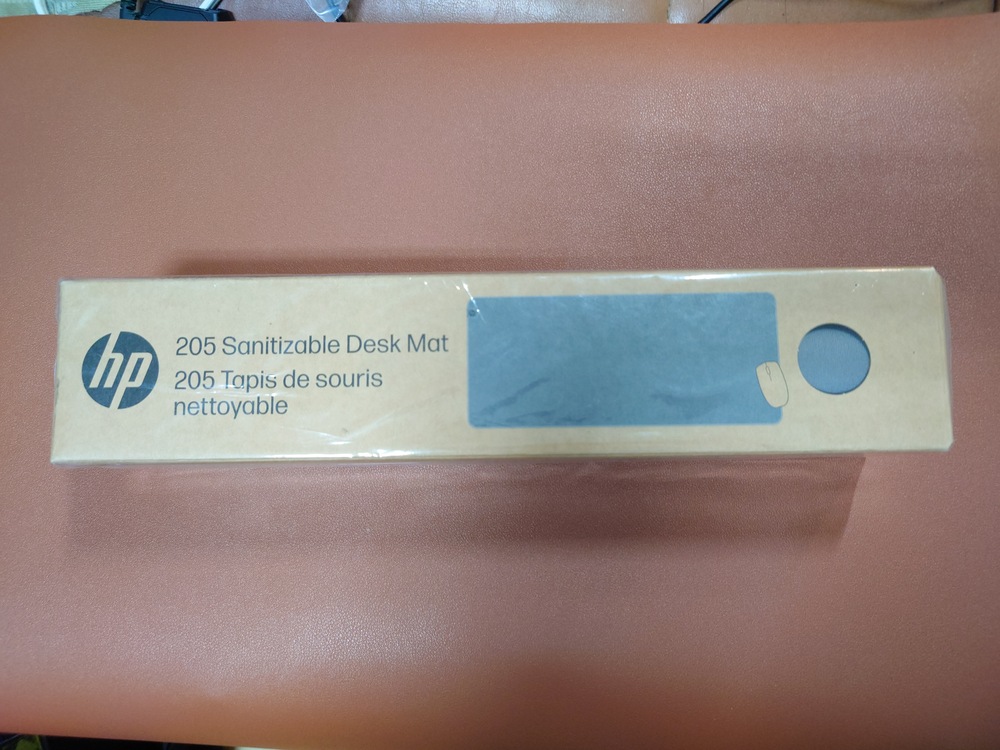 hp
205 Sanitizable Desk Mat
205 Tapis de souris
nettoyable